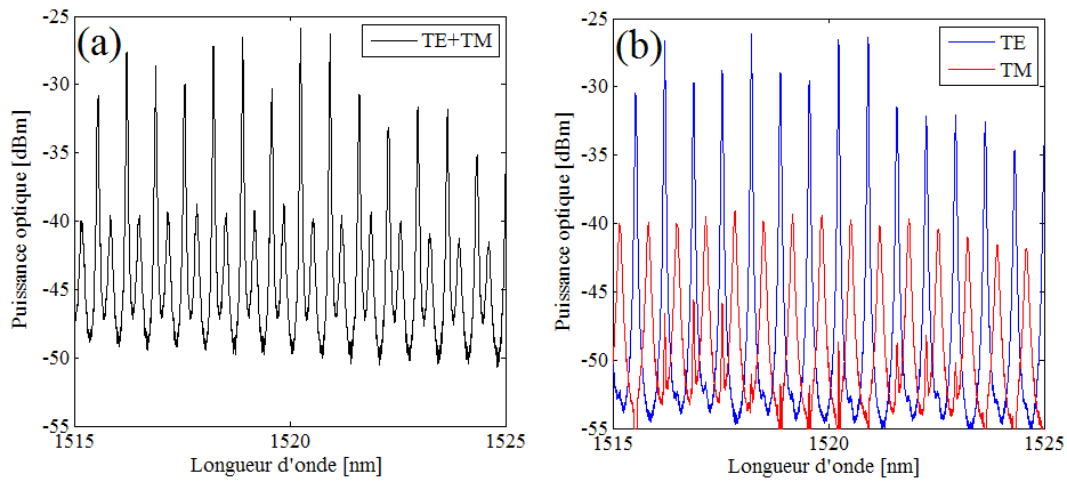 (a)
TE+TM
Puissance optique [dBm]
-25
-30
-35
-40
-45
-50
-55
1515
1520
1525
Longueur d'onde [nm]
(b)
TE
TM
Puissance optique [dBm]
-25
-30
-35
-40
-45
-50
-55
1515
1520
1525
Longueur d'onde [nm]